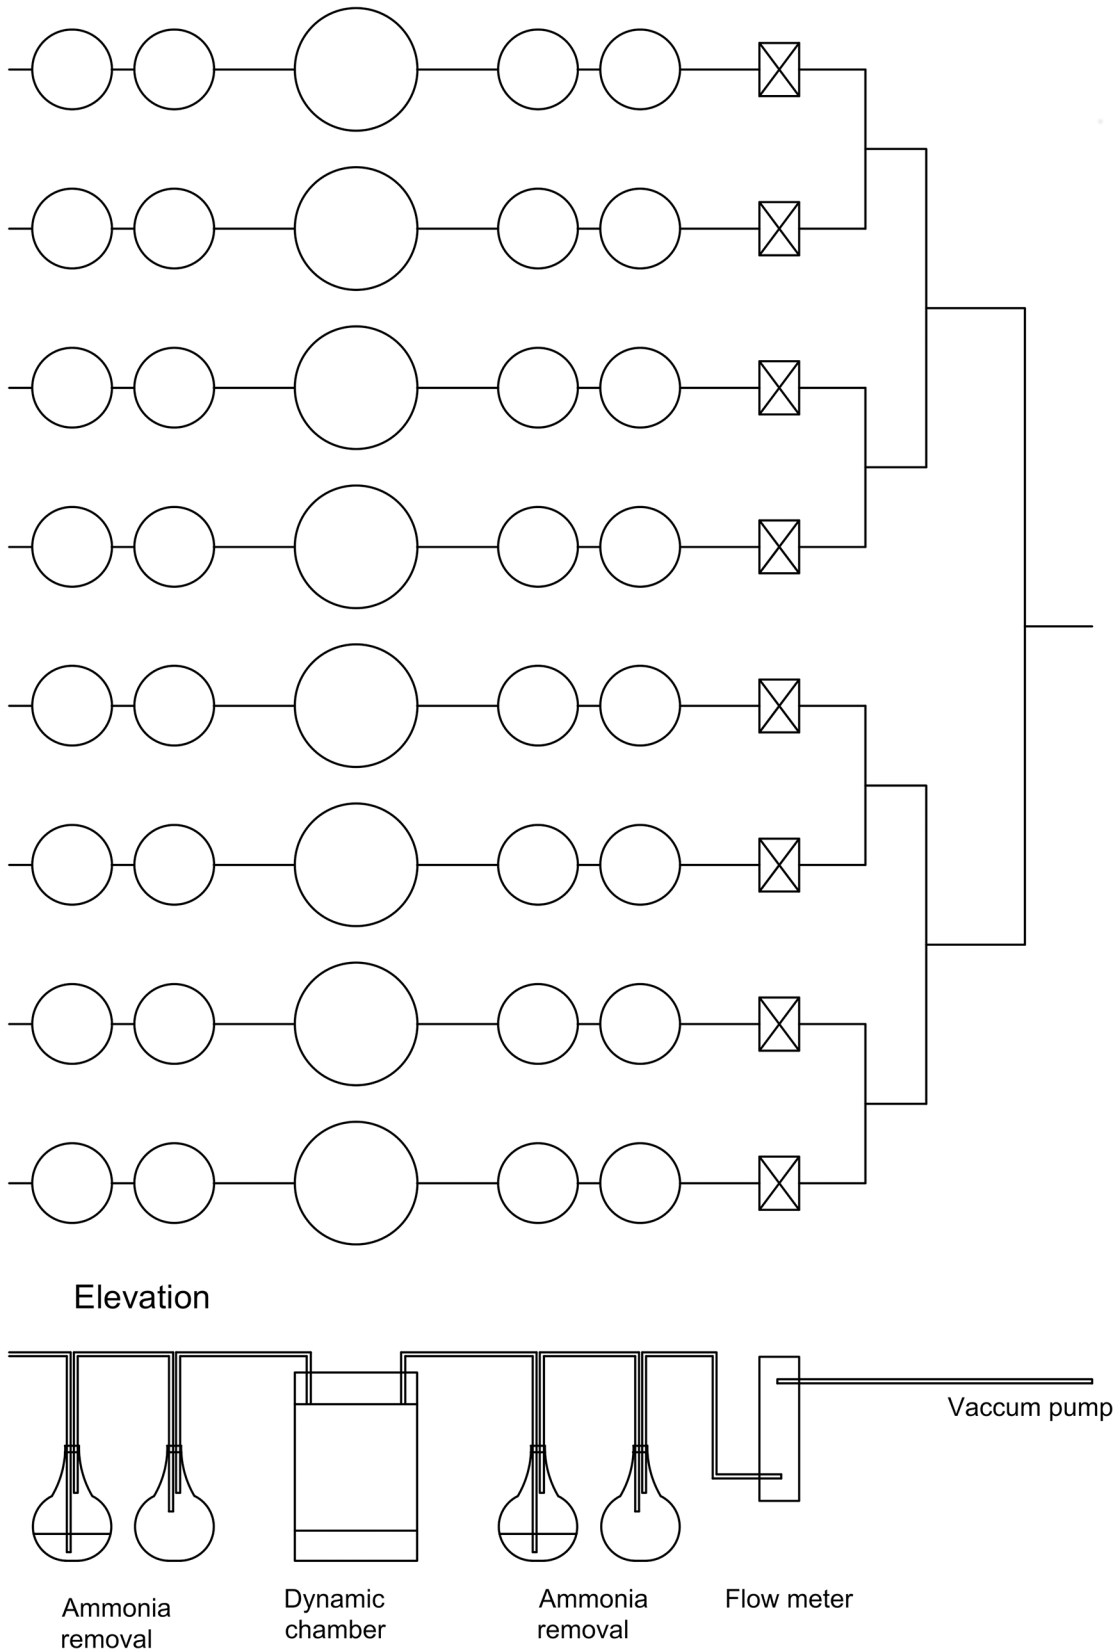 Elevation
Vaccum pump
Ammonia
removal
Dynamic
chamber
Ammonia
removal
Flow meter